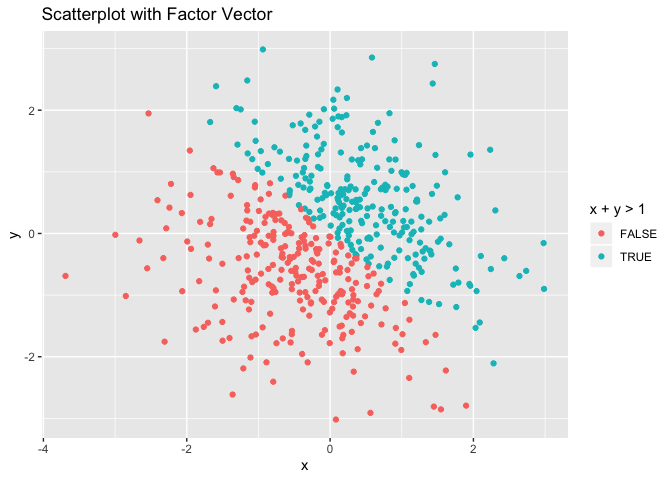 Scatterplot with Factor Vector
y
2
0
-2
-4
-2
0
2
x
x + y > 1
FALSE
TRUE